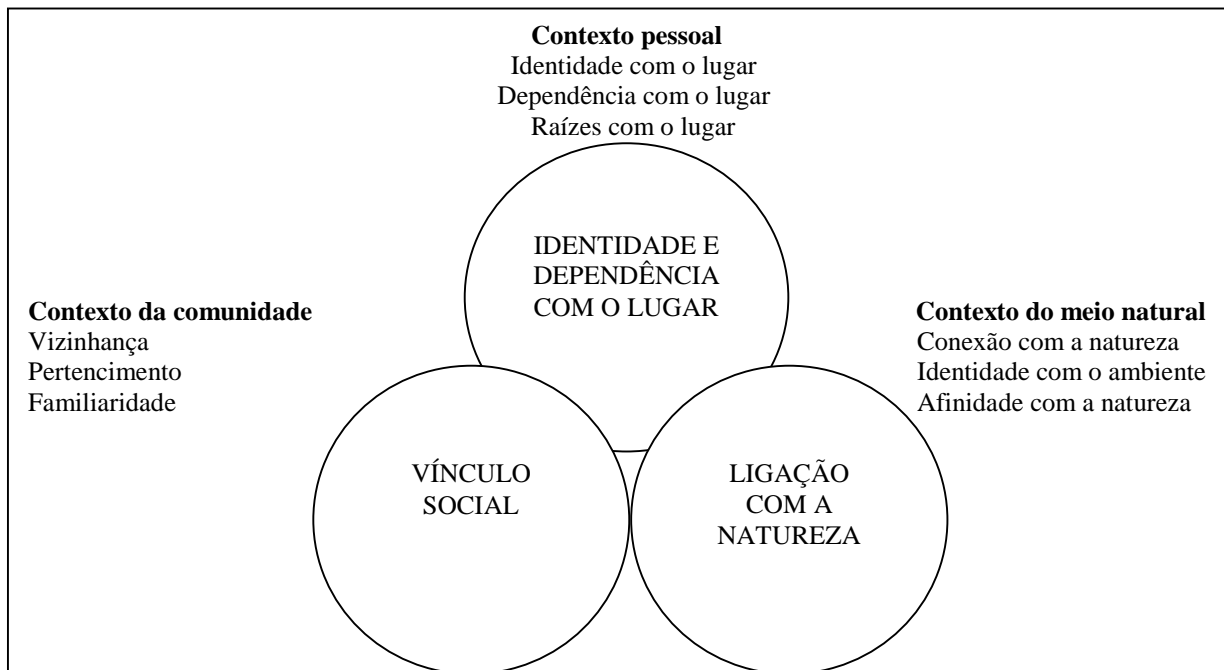 Contexto pessoal
Identidade com o lugar
Dependência com o lugar
Raízes com o lugar
IDENTIDADE E
DEPENDÊNCIA
COM O LUGAR
Contexto da comunidade
Vizinhança
Pertencimento
Familiaridade
Contexto do meio natural
Conexão com a natureza
Identidade com o ambiente
Afinidade com a natureza
VÍNCULO
SOCIAL
LIGAÇÃO
COM A
NATUREZA